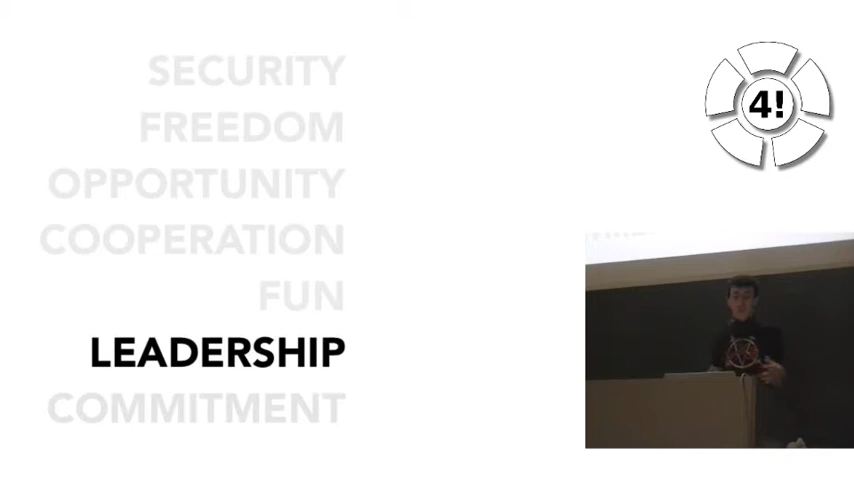 SECURITY
FREEDOM
OPPORTUNITY
COOPERATION
FUN
LEADERSHIP
COMMITMENT
4!